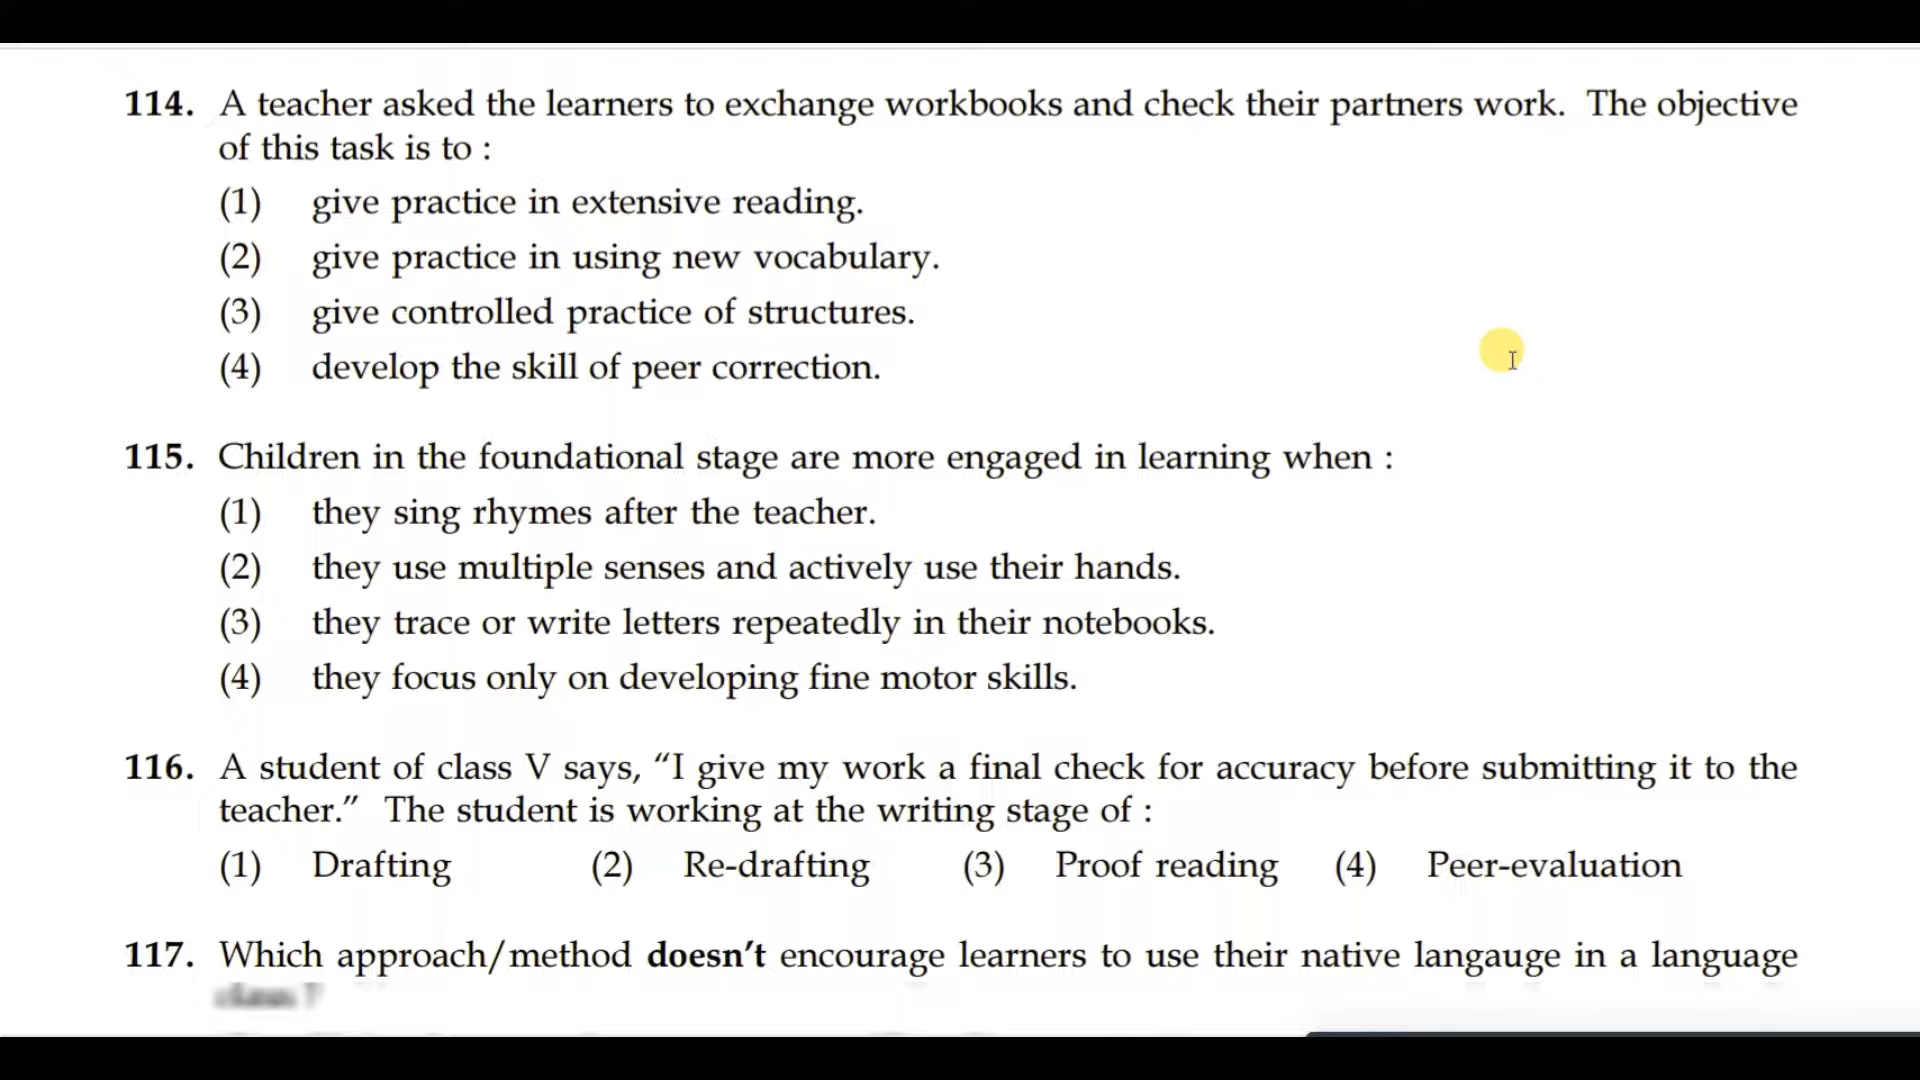 114. A teacher asked the learners to exchange workbooks and check their partners work. The objective
of this task is to :
(1) give practice in extensive reading.
(2) give practice in using new vocabulary.
(3) give controlled practice of structures.
(4) develop the skill of peer correction.
115. Children in the foundational stage are more engaged in learning when :
(1) they sing rhymes after the teacher.
(2) they use multiple senses and actively use their hands.
(3) they trace or write letters repeatedly in their notebooks.
(4) they focus only on developing fine motor skills.
116. A student of class V says, “I give my work a final check for accuracy before submitting it to the
teacher.” The student is working at the writing stage of :
(1) Drafting (2) Re-drafting (3) Proof reading (4) Peer-evaluation
117. Which approach/method doesn’t encourage learners to use their native langauge in a language